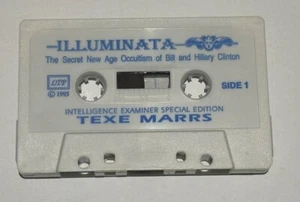 ILLUMINATA
The Secret New Age Occultism of Bill and Hillary Clinton
SIDE 1
© 1993
INTELLIGENCE EXAMINER SPECIAL EDITION
TEXE MARRS